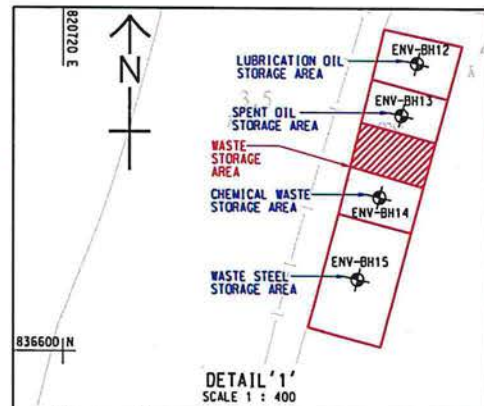 820720 E
N
LUBRICATION OIL
STORAGE AREA
ENV-BH12
SPENT OIL
STORAGE AREA
ENV-BH13
WASTE
STORAGE
AREA
CHEMICAL WASTE
STORAGE AREA
ENV-BH14
ENV-BH15
WASTE STEEL
STORAGE AREA
836600 N
DETAIL'1'
SCALE 1 : 400